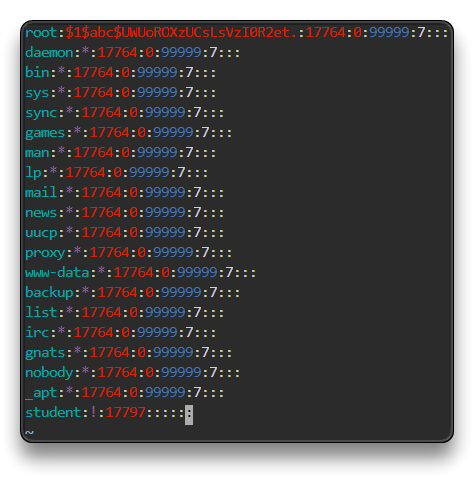 root:$1$abc$UWUoROXzUCsLsVzI0R2et.:17764:0:99999:7:::
daemon:*:17764:0:99999:7:::
bin:*:17764:0:99999:7:::
sys:*:17764:0:99999:7:::
sync:*:17764:0:99999:7:::
games:*:17764:0:99999:7:::
man:*:17764:0:99999:7:::
lp:*:17764:0:99999:7:::
mail:*:17764:0:99999:7:::
news:*:17764:0:99999:7:::
uucp:*:17764:0:99999:7:::
proxy:*:17764:0:99999:7:::
www-data:*:17764:0:99999:7:::
backup:*:17764:0:99999:7:::
list:*:17764:0:99999:7:::
irc:*:17764:0:99999:7:::
gnats:*:17764:0:99999:7:::
nobody:*:17764:0:99999:7:::
_apt:*:17764:0:99999:7:::
student:!:17797::::::
~